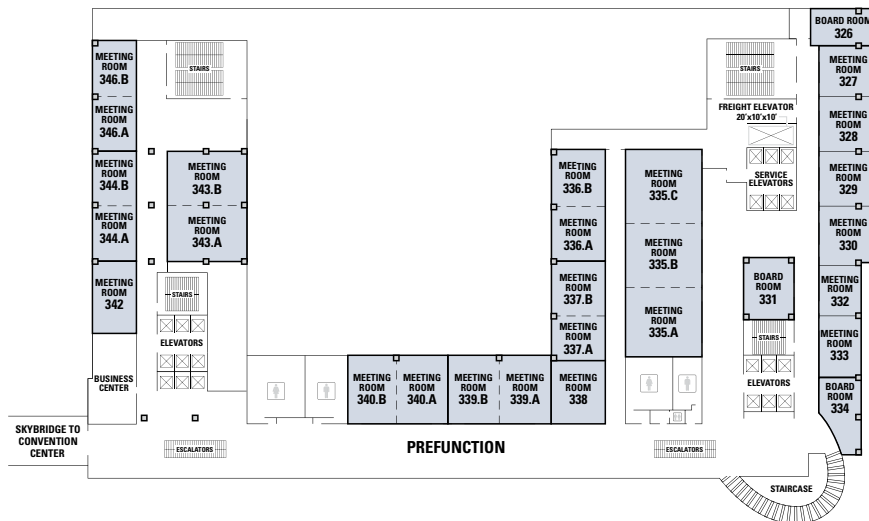 BOARD ROOM
326
MEETING
ROOM
346.B
STAIRS
STAIRS
MEETING
ROOM
327
MEETING
ROOM
346.A
FREIGHT ELEVATOR
20'x10'x10'
MEETING
ROOM
328
MEETING
ROOM
344.B
MEETING
ROOM
343.B
MEETING
ROOM
336.B
MEETING
ROOM
335.C
SERVICE
ELEVATORS
MEETING
ROOM
329
MEETING
ROOM
344.A
MEETING
ROOM
343.A
MEETING
ROOM
336.A
MEETING
ROOM
335.B
MEETING
ROOM
330
MEETING
ROOM
342
STAIRS
MEETING
ROOM
337.B
BOARD
ROOM
331
MEETING
ROOM
332
ELEVATORS
MEETING
ROOM
337.A
MEETING
ROOM
335.A
STAIRS
MEETING
ROOM
333
BUSINESS
CENTER
MEETING
ROOM
340.B
MEETING
ROOM
340.A
MEETING
ROOM
339.B
MEETING
ROOM
339.A
MEETING
ROOM
338
ELEVATORS
BOARD
ROOM
334
SKYBRIDGE TO
CONVENTION
CENTER
ESCALATORS
PREFUNCTION
ESCALATORS
STAIRCASE